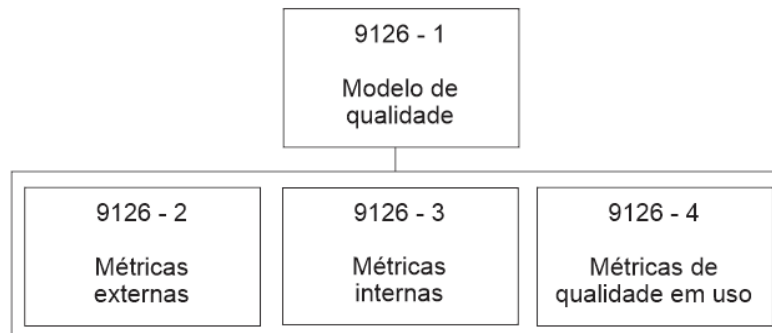 9126 - 1
Modelo de
qualidade
9126 - 2
Métricas
externas
9126 - 3
Métricas
internas
9126 - 4
Métricas de
qualidade em uso